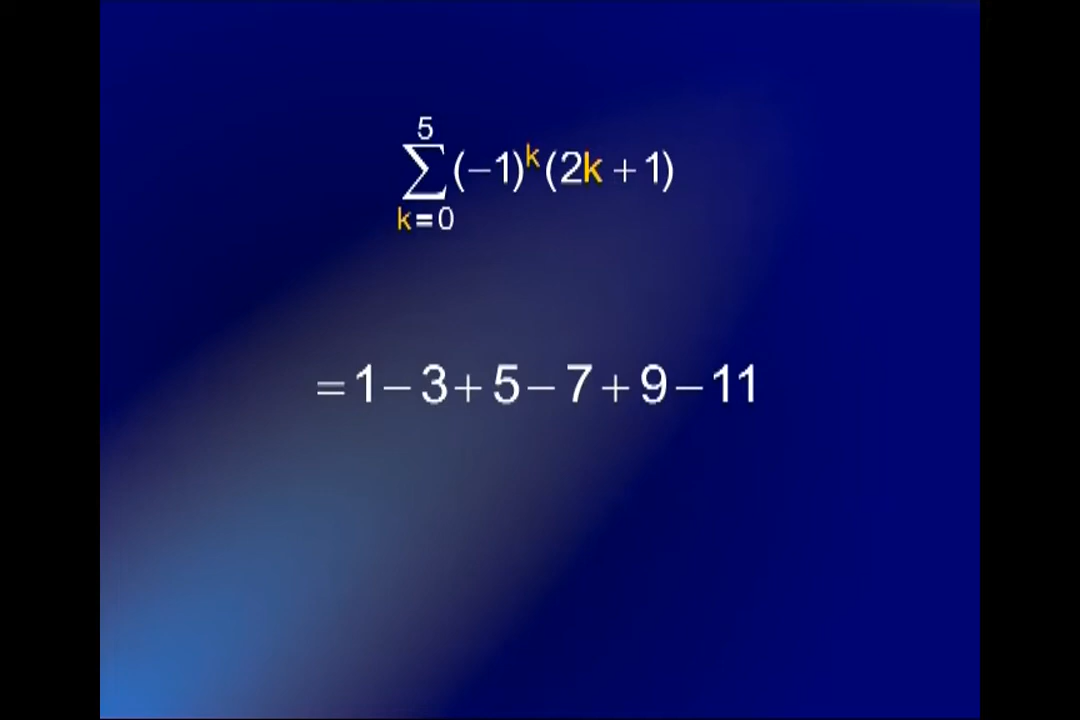 5
∑(−1)^k (2k + 1)
k=0
= 1 − 3 + 5 − 7 + 9 − 11